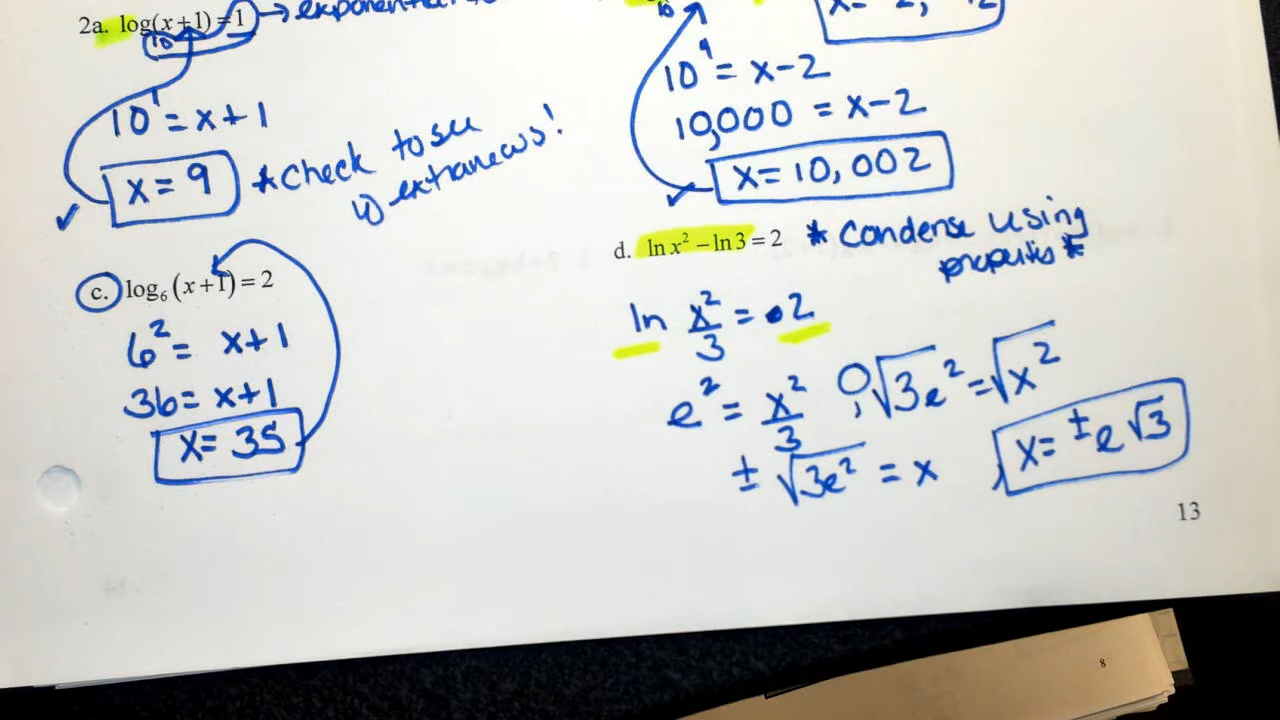 2a. log(x+1) = 1 → exponential
10
10¹ = x+1
x = 9
*check to see
extraneous!
10
10⁴ = x-2
10,000 = x-2
x = 10,002
c. log₆ (x+1) = 2
6² = x+1
36 = x+1
x = 35
d. ln x² − ln 3 = 2 * Condense using
properties *
ln x²/3 = 2
e² = x²/3 √3e² = √x²
± √3e² = x
x = ± e√3
13
8